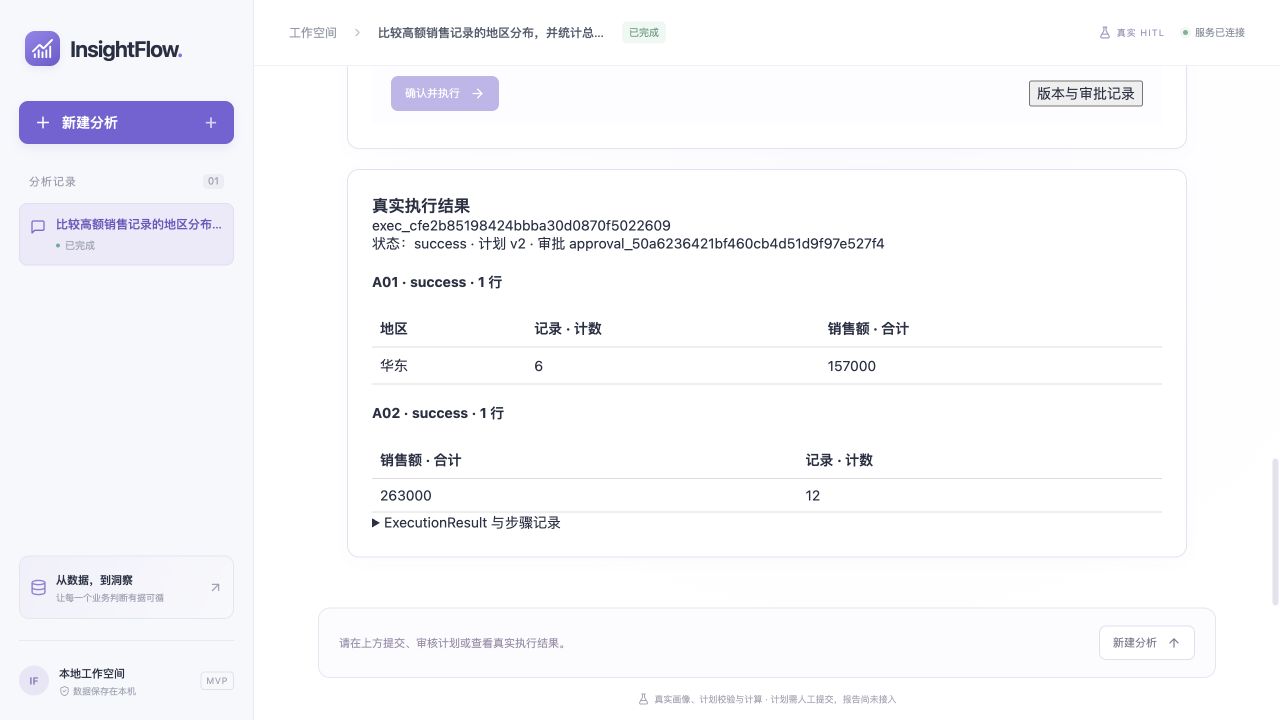 InsightFlow.
新建分析
分析记录
01
比较高额销售记录的地区分布...
已完成
从数据，到洞察
让每一个业务判断有据可循
IF
本地工作空间
数据保存在本机
MVP
工作空间
比较高额销售记录的地区分布，并统计总...
已完成
真实 HITL
服务已连接
确认并执行
版本与审批记录
真实执行结果
exec_cfe2b85198424bbba30d0870f5022609
状态：success · 计划 v2 · 审批 approval_50a6236421bf460cb4d51d9f97e527f4
A01 · success · 1 行
地区 记录 · 计数 销售额 · 合计
华东 6 157000
A02 · success · 1 行
销售额 · 合计 记录 · 计数
263000 12
ExecutionResult 与步骤记录
请在上方提交、审核计划或查看真实执行结果。
新建分析
真实画像、计划校验与计算 · 计划需人工提交，报告尚未接入